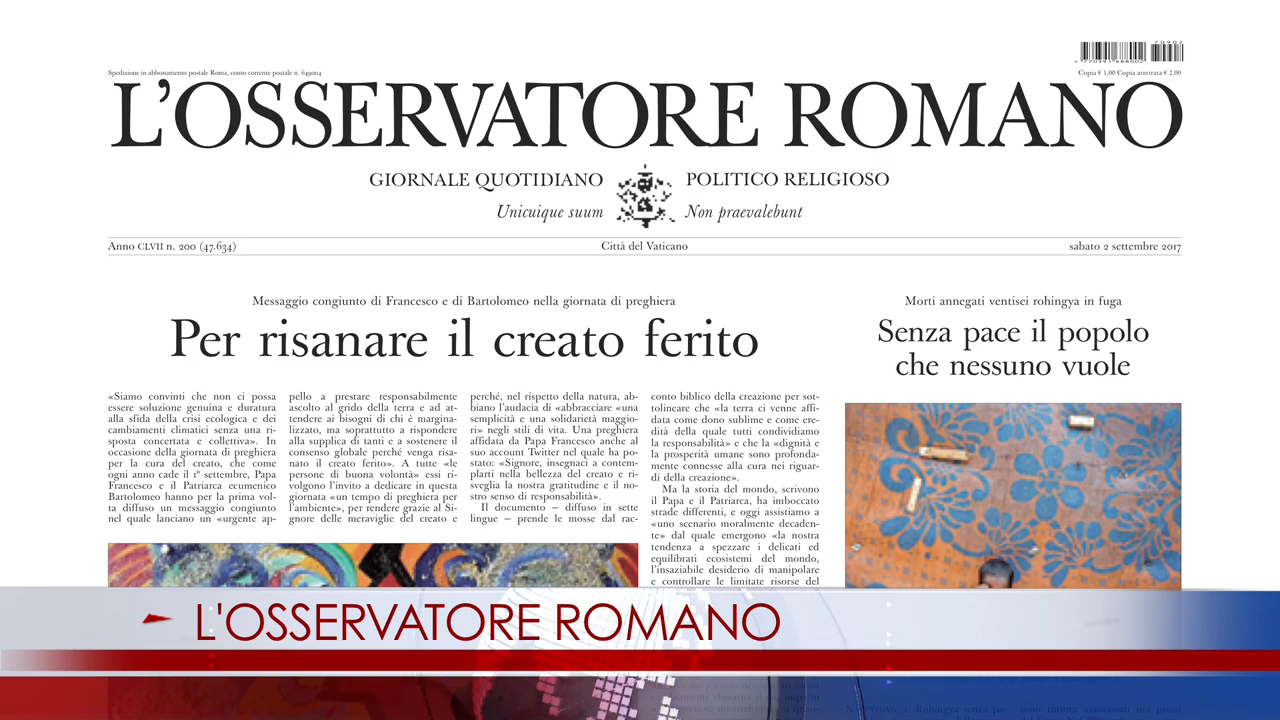 70902
Spedizione in abbonamento postale Roma, conto corrente postale n. 649004
Copia € 1,00 Copia arretrata € 2,00
L'OSSERVATORE ROMANO
GIORNALE QUOTIDIANO
POLITICO RELIGIOSO
Unicuique suum
Non praevalebunt
Anno CLVII n. 200 (47.634)
Città del Vaticano
sabato 2 settembre 2017
Messaggio congiunto di Francesco e di Bartolomeo nella giornata di preghiera
Per risanare il creato ferito
«Siamo convinti che non ci possa
essere soluzione genuina e duratura
alla sfida della crisi ecologica e dei
cambiamenti climatici senza una ri-
sposta concertata e collettiva». In
occasione della giornata di preghiera
per la cura del creato, che come
ogni anno cade il 1° settembre, Papa
Francesco e il Patriarca ecumenico
Bartolomeo hanno per la prima vol-
ta diffuso un messaggio congiunto
nel quale lanciano un «urgente ap-
pello a prestare responsabilmente
ascolto al grido della terra e ad at-
tendere ai bisogni di chi è margina-
lizzato, ma soprattutto a rispondere
alla supplica di tanti e a sostenere il
consenso globale perché venga risa-
nato il creato ferito». A tutte «le
persone di buona volontà» essi ri-
volgono l'invito a dedicare in questa
giornata «un tempo di preghiera per
l'ambiente», per rendere grazie al Si-
gnore delle meraviglie del creato e
perché, nel rispetto della natura, ab-
biano l'audacia di «abbracciare «una
semplicità e una solidarietà maggio-
ri» negli stili di vita. Una preghiera
affidata da Papa Francesco anche al
suo account Twitter nel quale ha po-
stato: «Signore, insegnaci a contem-
plarti nella bellezza del creato e ri-
sveglia la nostra gratitudine e il no-
stro senso di responsabilità».
Il documento – diffuso in sette
lingue – prende le mosse dal rac-
conto biblico della creazione per sot-
tolineare che «la terra ci venne affi-
data come dono sublime e come ere-
dità della quale tutti condividiamo
la responsabilità» e che la «dignità e
la prosperità umane sono profonda-
mente connesse alla cura nei riguar-
di della creazione».
Ma la storia del mondo, scrivono
il Papa e il Patriarca, ha imboccato
strade differenti, e oggi assistiamo a
«uno scenario moralmente decaden-
te» dal quale emergono «la nostra
tendenza a spezzare i delicati ed
equilibrati ecosistemi del mondo,
l'insaziabile desiderio di manipolare
e controllare le limitate risorse del
Morti annegati ventisei rohingya in fuga
Senza pace il popolo
che nessuno vuole
L'OSSERVATORE ROMANO